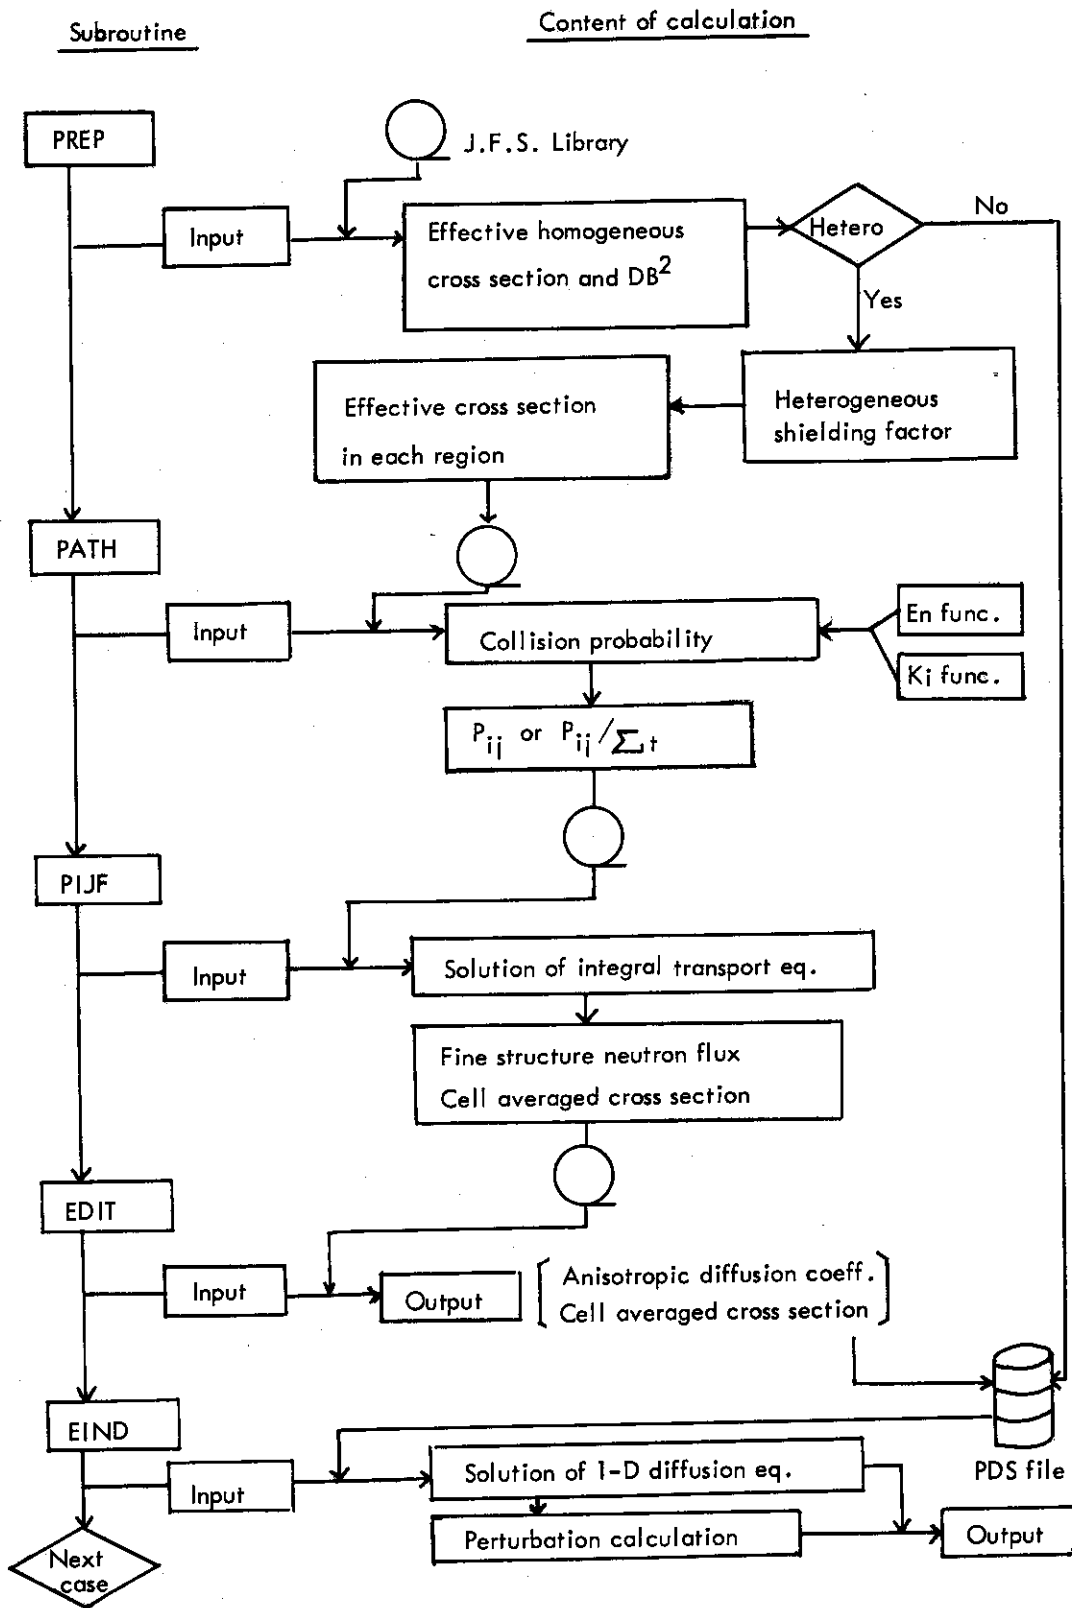 Subroutine
Content of calculation
PREP
J.F.S. Library
Input
Effective homogeneous
cross section and DB²
Hetero
No
Yes
Effective cross section
in each region
Heterogeneous
shielding factor
PATH
Input
Collision probability
En func.
Ki func.
Pij or Pij/Σt
PIJF
Input
Solution of integral transport eq.
Fine structure neutron flux
Cell averaged cross section
EDIT
Input
Output
Anisotropic diffusion coeff.
Cell averaged cross section
EIND
Input
Solution of 1-D diffusion eq.
PDS file
Perturbation calculation
Output
Next
case